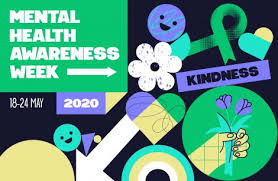 MENTAL
HEALTH
AWARENESS
WEEK
18-24 MAY
2020
KINDNESS